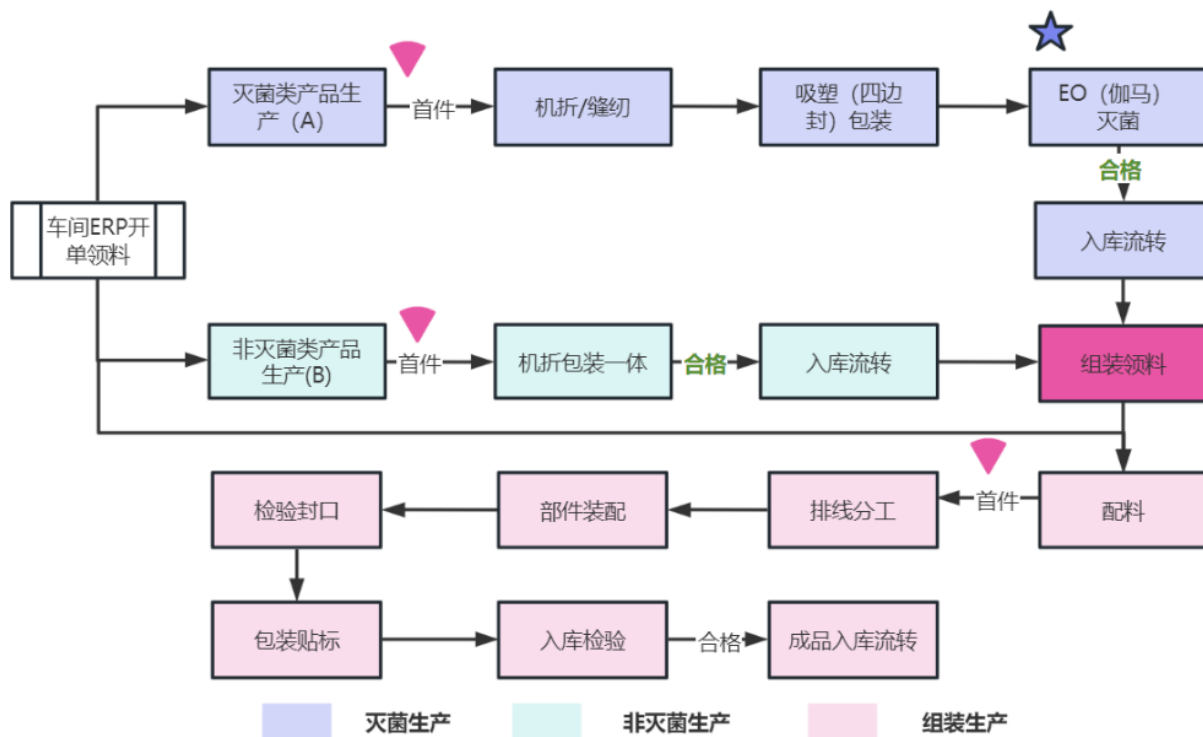 灭菌类产品生
产（A）
首件
机折/缝纫
吸塑（四边
封）包装
EO（伽马）
灭菌
合格
车间ERP开
单领料
入库流转
非灭菌类产品
生产(B)
首件
机折包装一体
合格
入库流转
组装领料
检验封口
部件装配
排线分工
首件
配料
包装贴标
入库检验
合格
成品入库流转
灭菌生产
非灭菌生产
组装生产